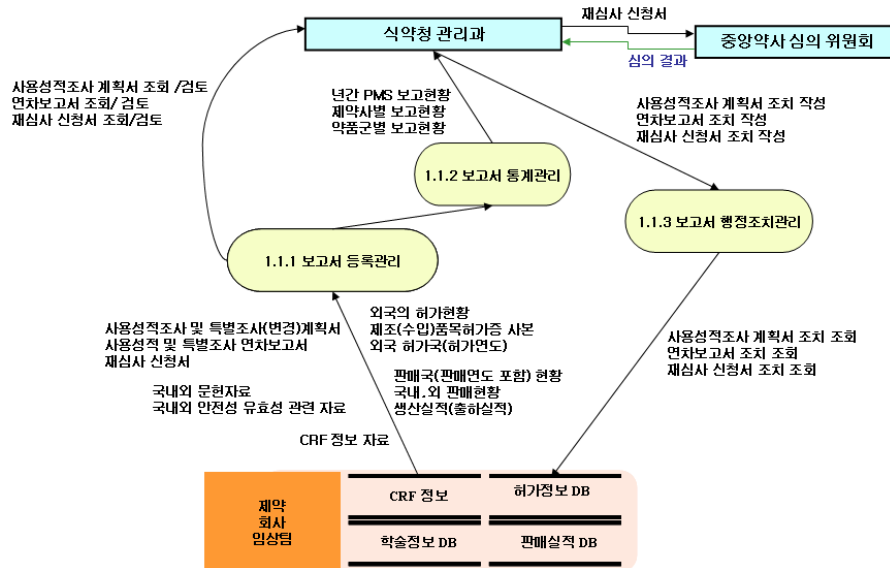 재심사 신청서
식약청 관리과
중앙약사 심의 위원회
심의 결과
사용성적조사 계획서 조회 /검토
연차보고서 조회/ 검토
재심사 신청서 조회/검토
년간 PMS 보고현황
제약사별 보고현황
약품군별 보고현황
사용성적조사 계획서 조치 작성
연차보고서 조치 작성
재심사 신청서 조치 작성
1.1.2 보고서 통계관리
1.1.3 보고서 행정조치관리
1.1.1 보고서 등록관리
외국의 허가현황
제조(수입)품목허가증 사본
외국 허가국(허가연도)
사용성적조사 및 특별조사(변경)계획서
사용성적 및 특별조사 연차보고서
재심사 신청서
사용성적조사 계획서 조치 조회
연차보고서 조치 조회
재심사 신청서 조치 조회
판매국(판매연도 포함) 현황
국내.외 판매현황
생산실적(출하실적)
국내외 문헌자료
국내외 안전성 유효성 관련 자료
CRF 정보 자료
제약
회사
임상팀
CRF 정보
허가정보 DB
학술정보 DB
판매실적 DB